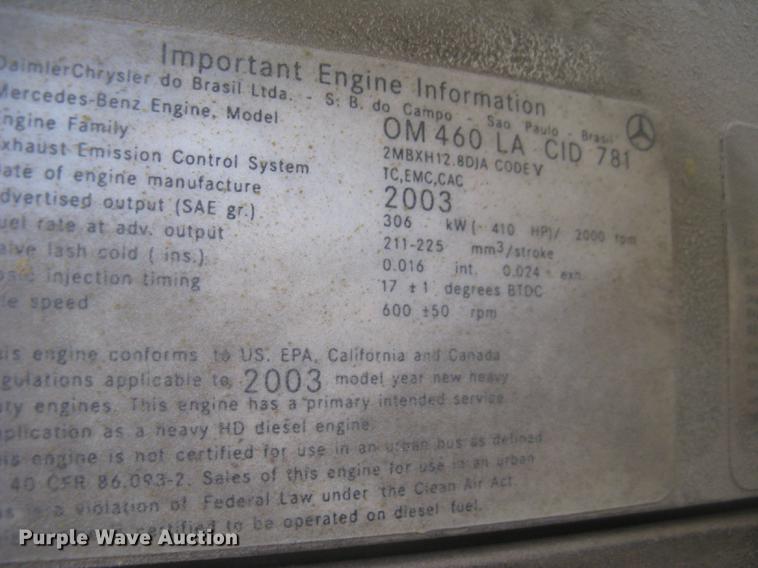 Important Engine Information
DaimlerChrysler do Brasil Ltda. - S. B. do Campo - Sao Paulo - Brasil
Mercedes-Benz Engine, Model OM 460 LA CID 781
ngine Family 2MBXH12.8DJA CODE V
xhaust Emission Control System TC,EMC,CAC
ate of engine manufacture 2003
dvertised output (SAE gr.) 306 kW (- 410 HP)/ 2000 rpm
uel rate at adv. output 211-225 mm³/stroke
alve lash cold ( ins.) 0.016 int. 0.024 exh.
asic injection timing 17 ±1 degrees BTDC
le speed 600 ±50 rpm
is engine conforms to US. EPA, California and Canada
egulations applicable to 2003 model year new heavy
uty engines. This engine has a primary intended service
pplication as a heavy HD diesel engine.
his engine is not certified for use in an urban bus as defined
40 CFR 86.093-2. Sales of this engine for use in an urban
s is a violation of Federal Law under the Clean Air Act.
certified to be operated on diesel fuel.
Purple Wave Auction